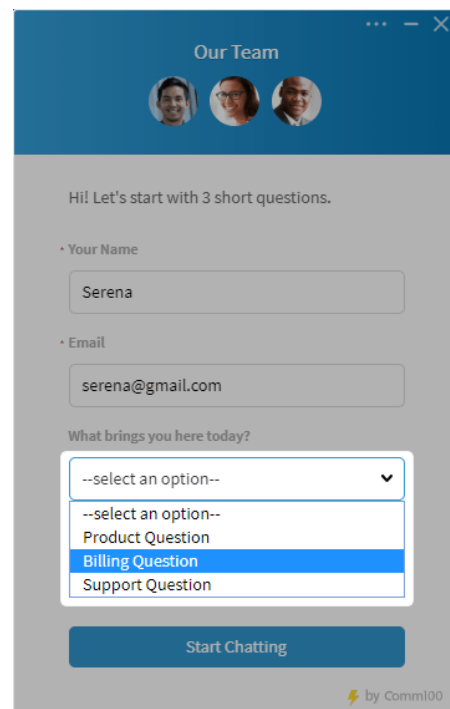 Our Team
Hi! Let's start with 3 short questions.
• Your Name
Serena
• Email
serena@gmail.com
What brings you here today?
--select an option--
--select an option--
Product Question
Billing Question
Support Question
Start Chatting
by Comm100